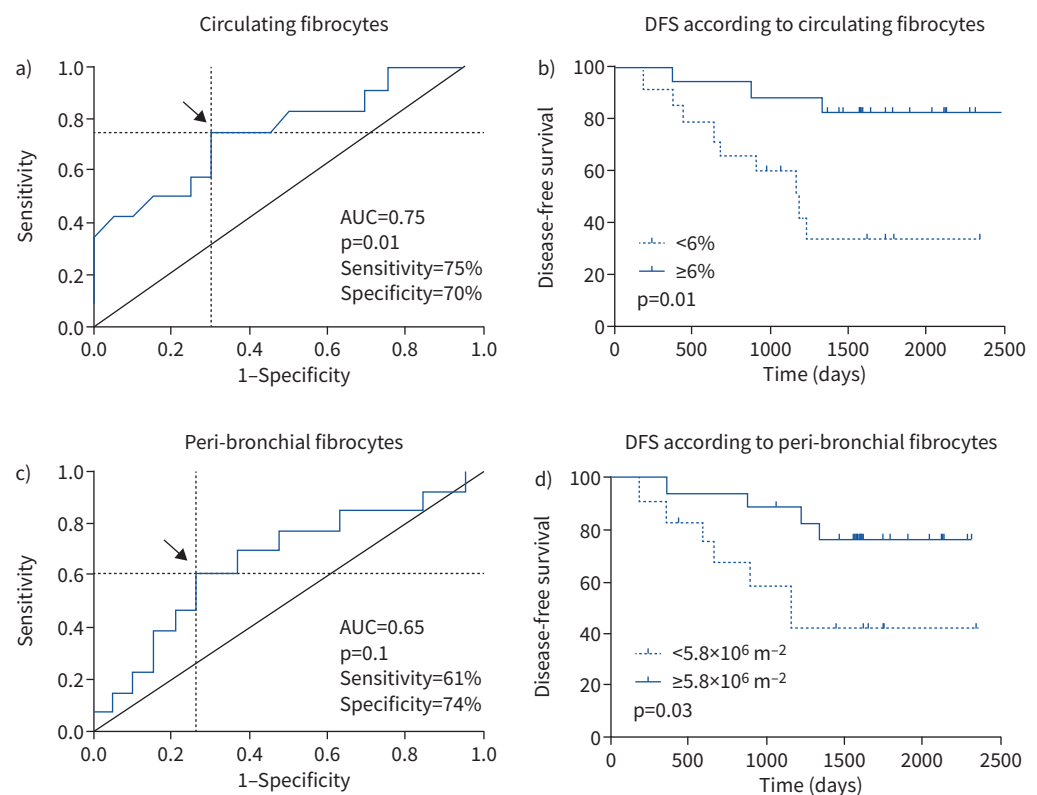 Circulating fibrocytes
a)
1.0
0.8
0.6
0.4
0.2
0.0
Sensitivity
AUC=0.75
p=0.01
Sensitivity=75%
Specificity=70%
0.0 0.2 0.4 0.6 0.8 1.0
1–Specificity
DFS according to circulating fibrocytes
b)
100
80
60
40
20
0
Disease-free survival
<6%
≥6%
p=0.01
0 500 1000 1500 2000 2500
Time (days)
Peri-bronchial fibrocytes
c)
1.0
0.8
0.6
0.4
0.2
0.0
Sensitivity
AUC=0.65
p=0.1
Sensitivity=61%
Specificity=74%
0.0 0.2 0.4 0.6 0.8 1.0
1–Specificity
DFS according to peri-bronchial fibrocytes
d)
100
80
60
40
20
0
Disease-free survival
<5.8×10⁶ m⁻²
≥5.8×10⁶ m⁻²
p=0.03
0 500 1000 1500 2000 2500
Time (days)